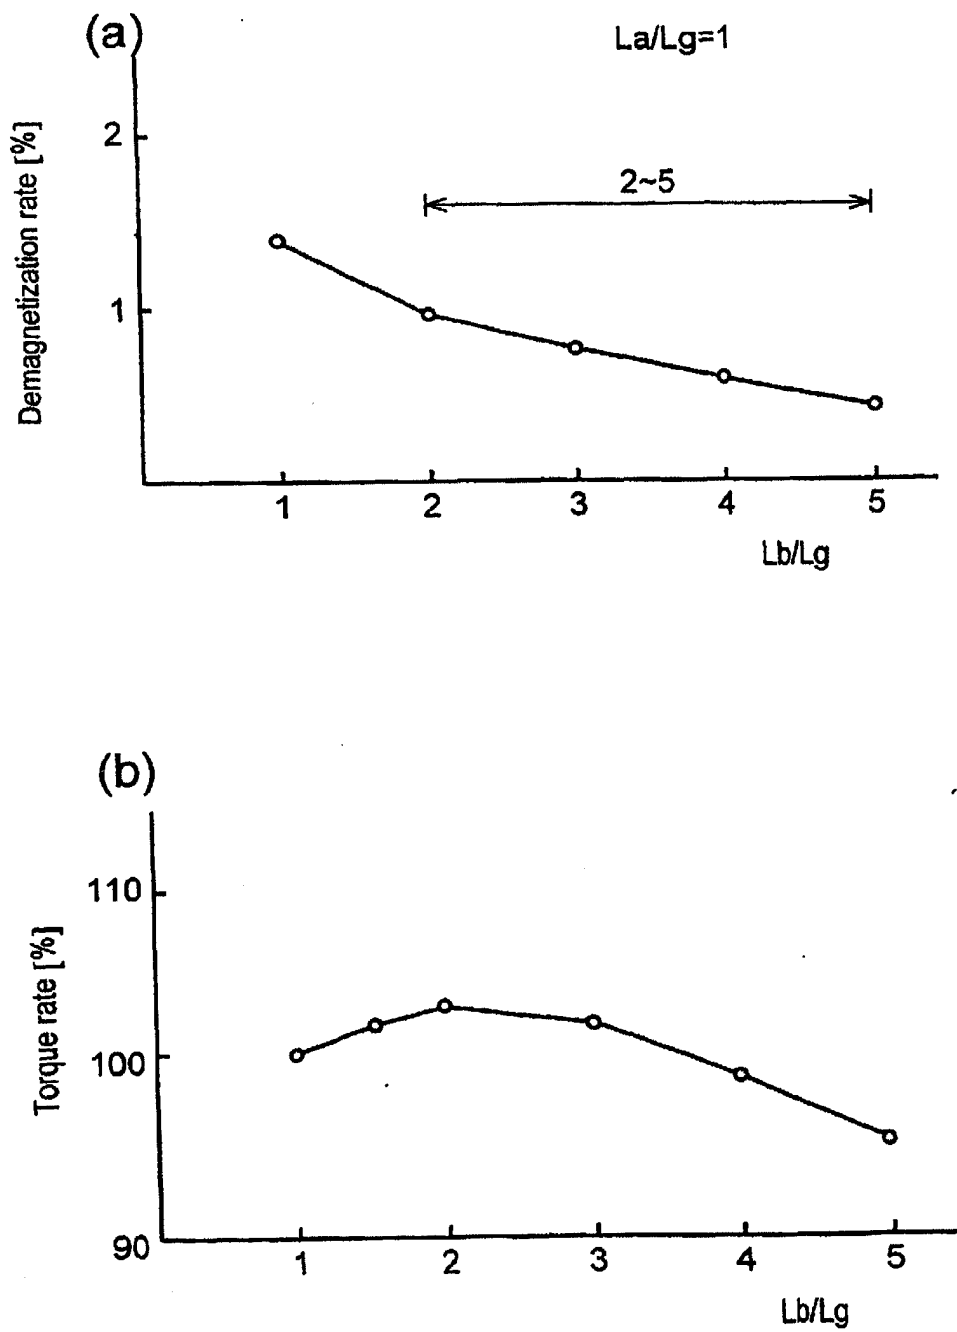 (a)
La/Lg=1
Demagnetization rate [%]
2
1
2~5
1 2 3 4 5
Lb/Lg
(b)
Torque rate [%]
110
100
90
1 2 3 4 5
Lb/Lg